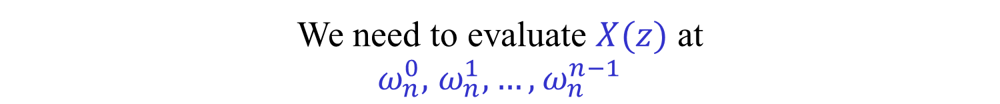 We need to evaluate X(z) at
ω_n^0, ω_n^1, … , ω_n^{n−1}